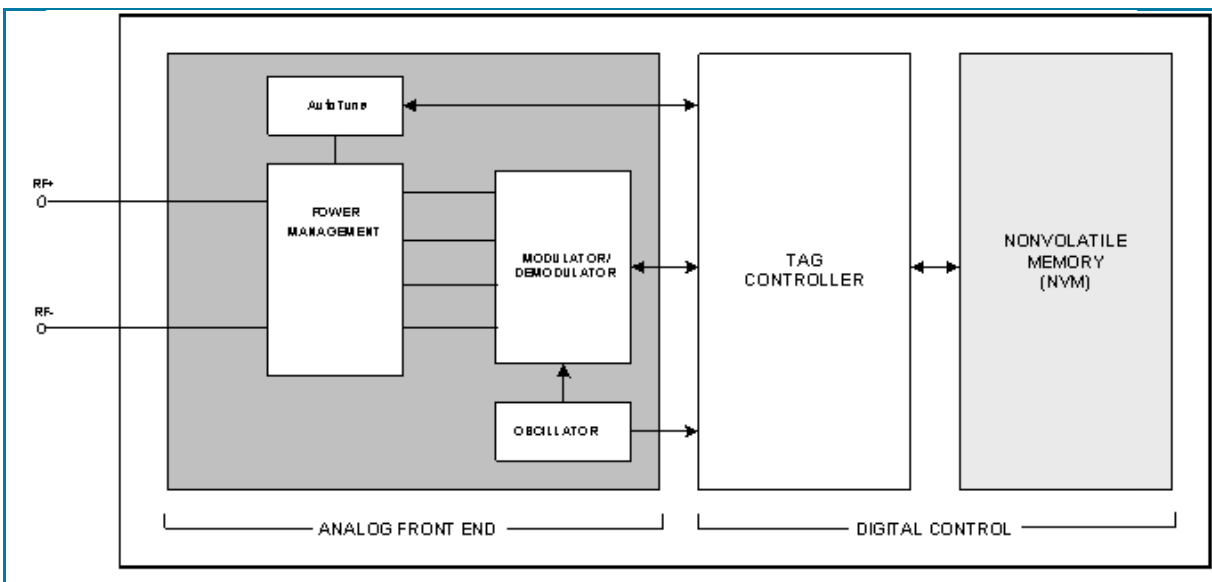 AutoTune
RF+
POWER
MANAGEMENT
MODULATOR/
DEMODULATOR
TAG
CONTROLLER
NONVOLATILE
MEMORY
(NVM)
RF-
OSCILLATOR
ANALOG FRONT END
DIGITAL CONTROL